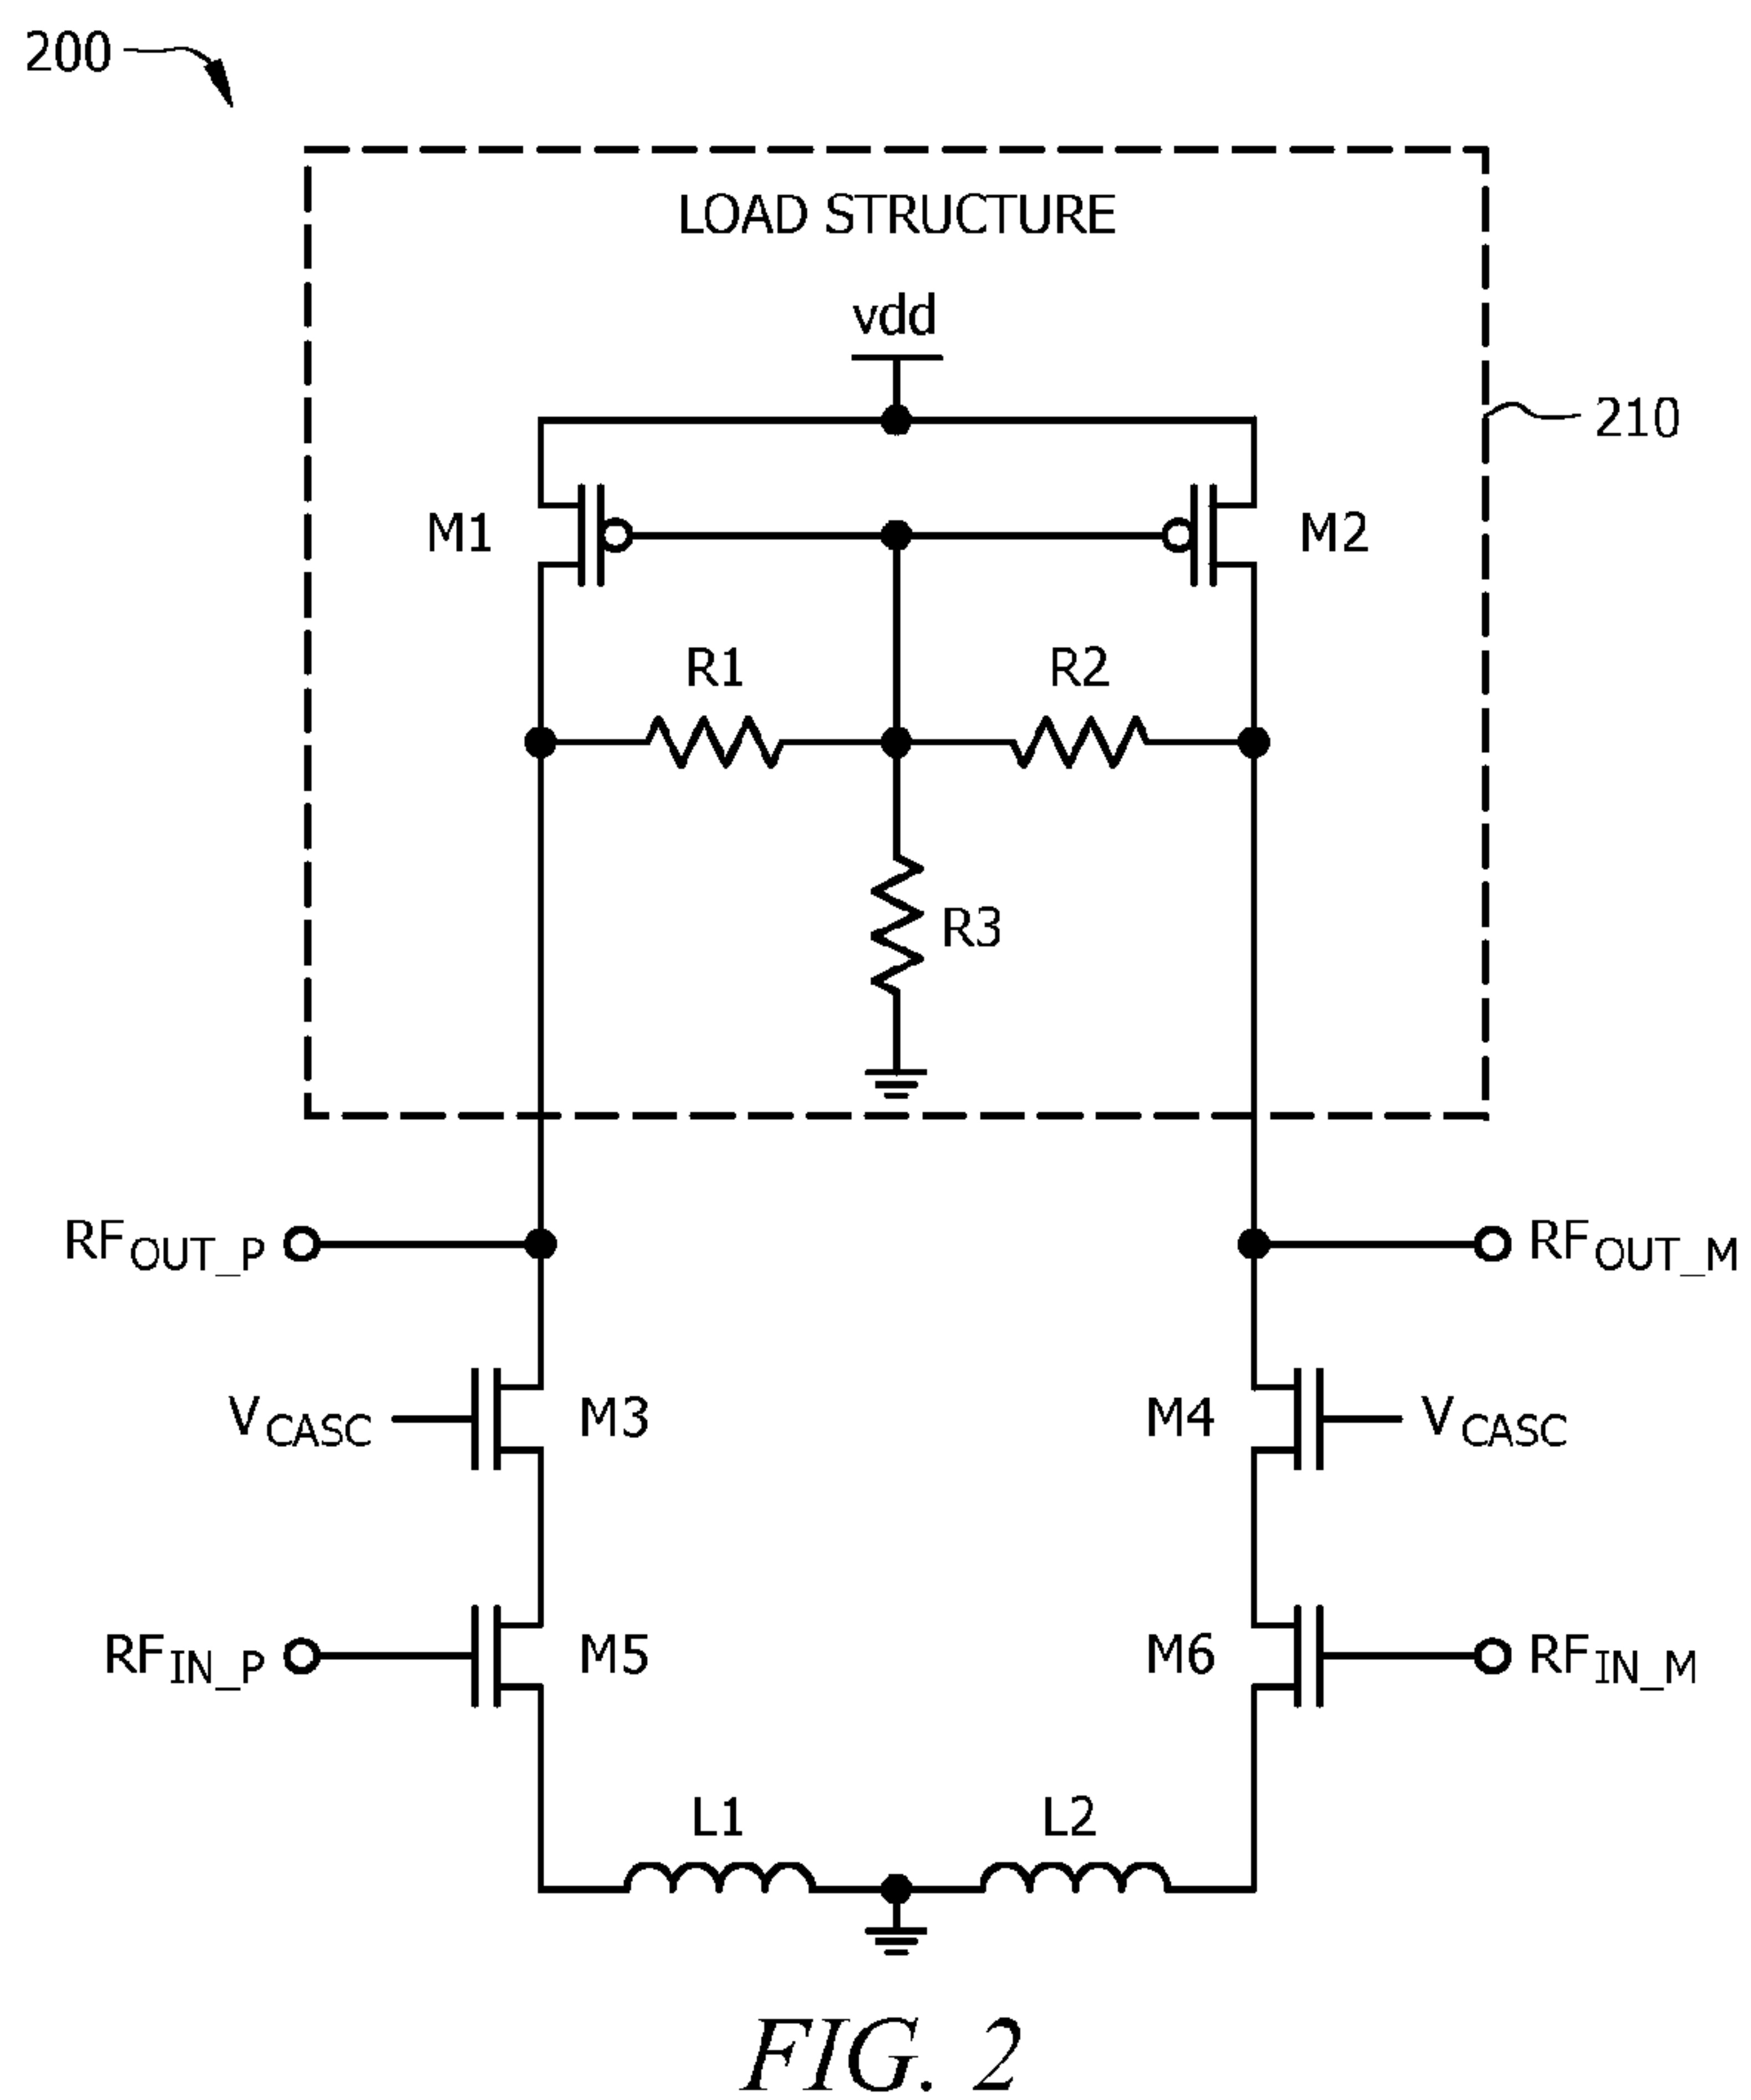 200
LOAD STRUCTURE
vdd
210
M1
M2
R1
R2
R3
RFOUT_P
RFOUT_M
VCASC
M3
M4
VCASC
RFIN_P
M5
M6
RFIN_M
L1
L2
FIG. 2